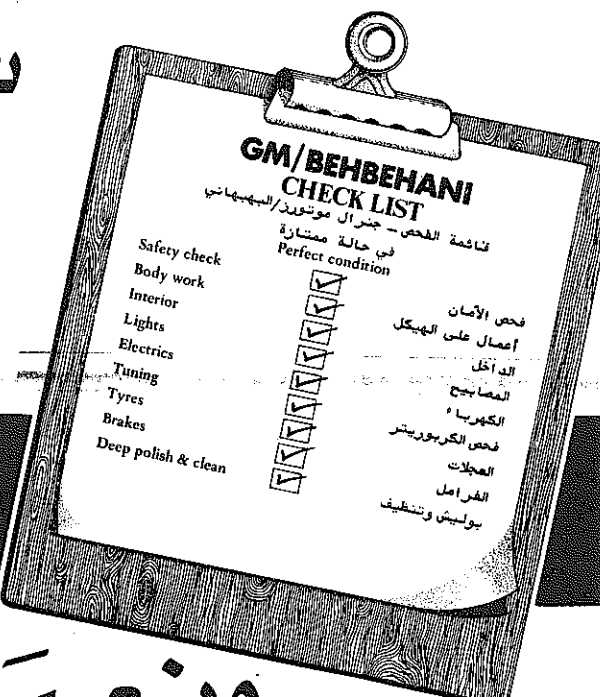 GM/BEHBEHANI
CHECK LIST
قائمة الفحص – جنرال موتورز/البهبهاني
في حالة ممتازة
Perfect condition
Safety check فحص الأمان
Body work أعمال على الهيكل
Interior الداخل
Lights المصابيح
Electrics الكهرباء
Tuning فحص الكربوريتر
Tyres العجلات
Brakes الفرامل
Deep polish & clean بوليش وتنظيف